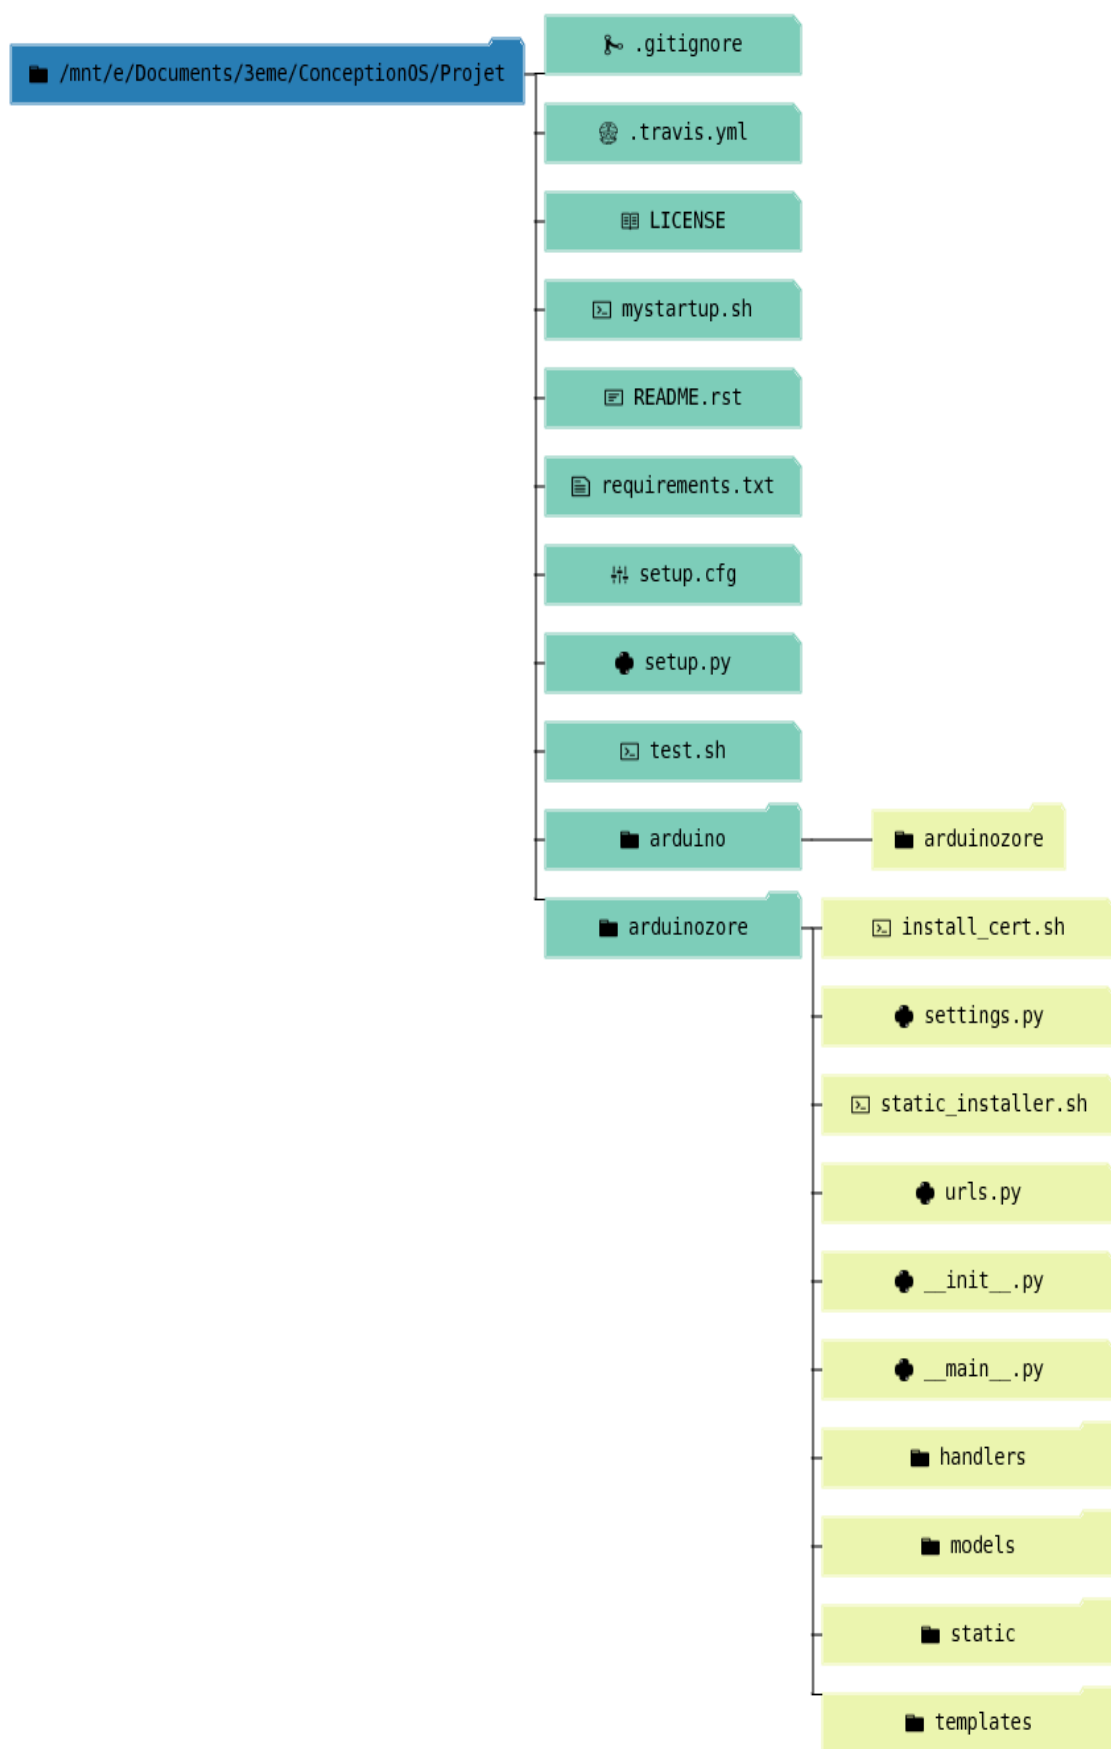 /mnt/e/Documents/3eme/ConceptionOS/Projet
.gitignore
.travis.yml
LICENSE
mystartup.sh
README.rst
requirements.txt
setup.cfg
setup.py
test.sh
arduino
arduinozore
arduinozore
install_cert.sh
settings.py
static_installer.sh
urls.py
__init__.py
__main__.py
handlers
models
static
templates